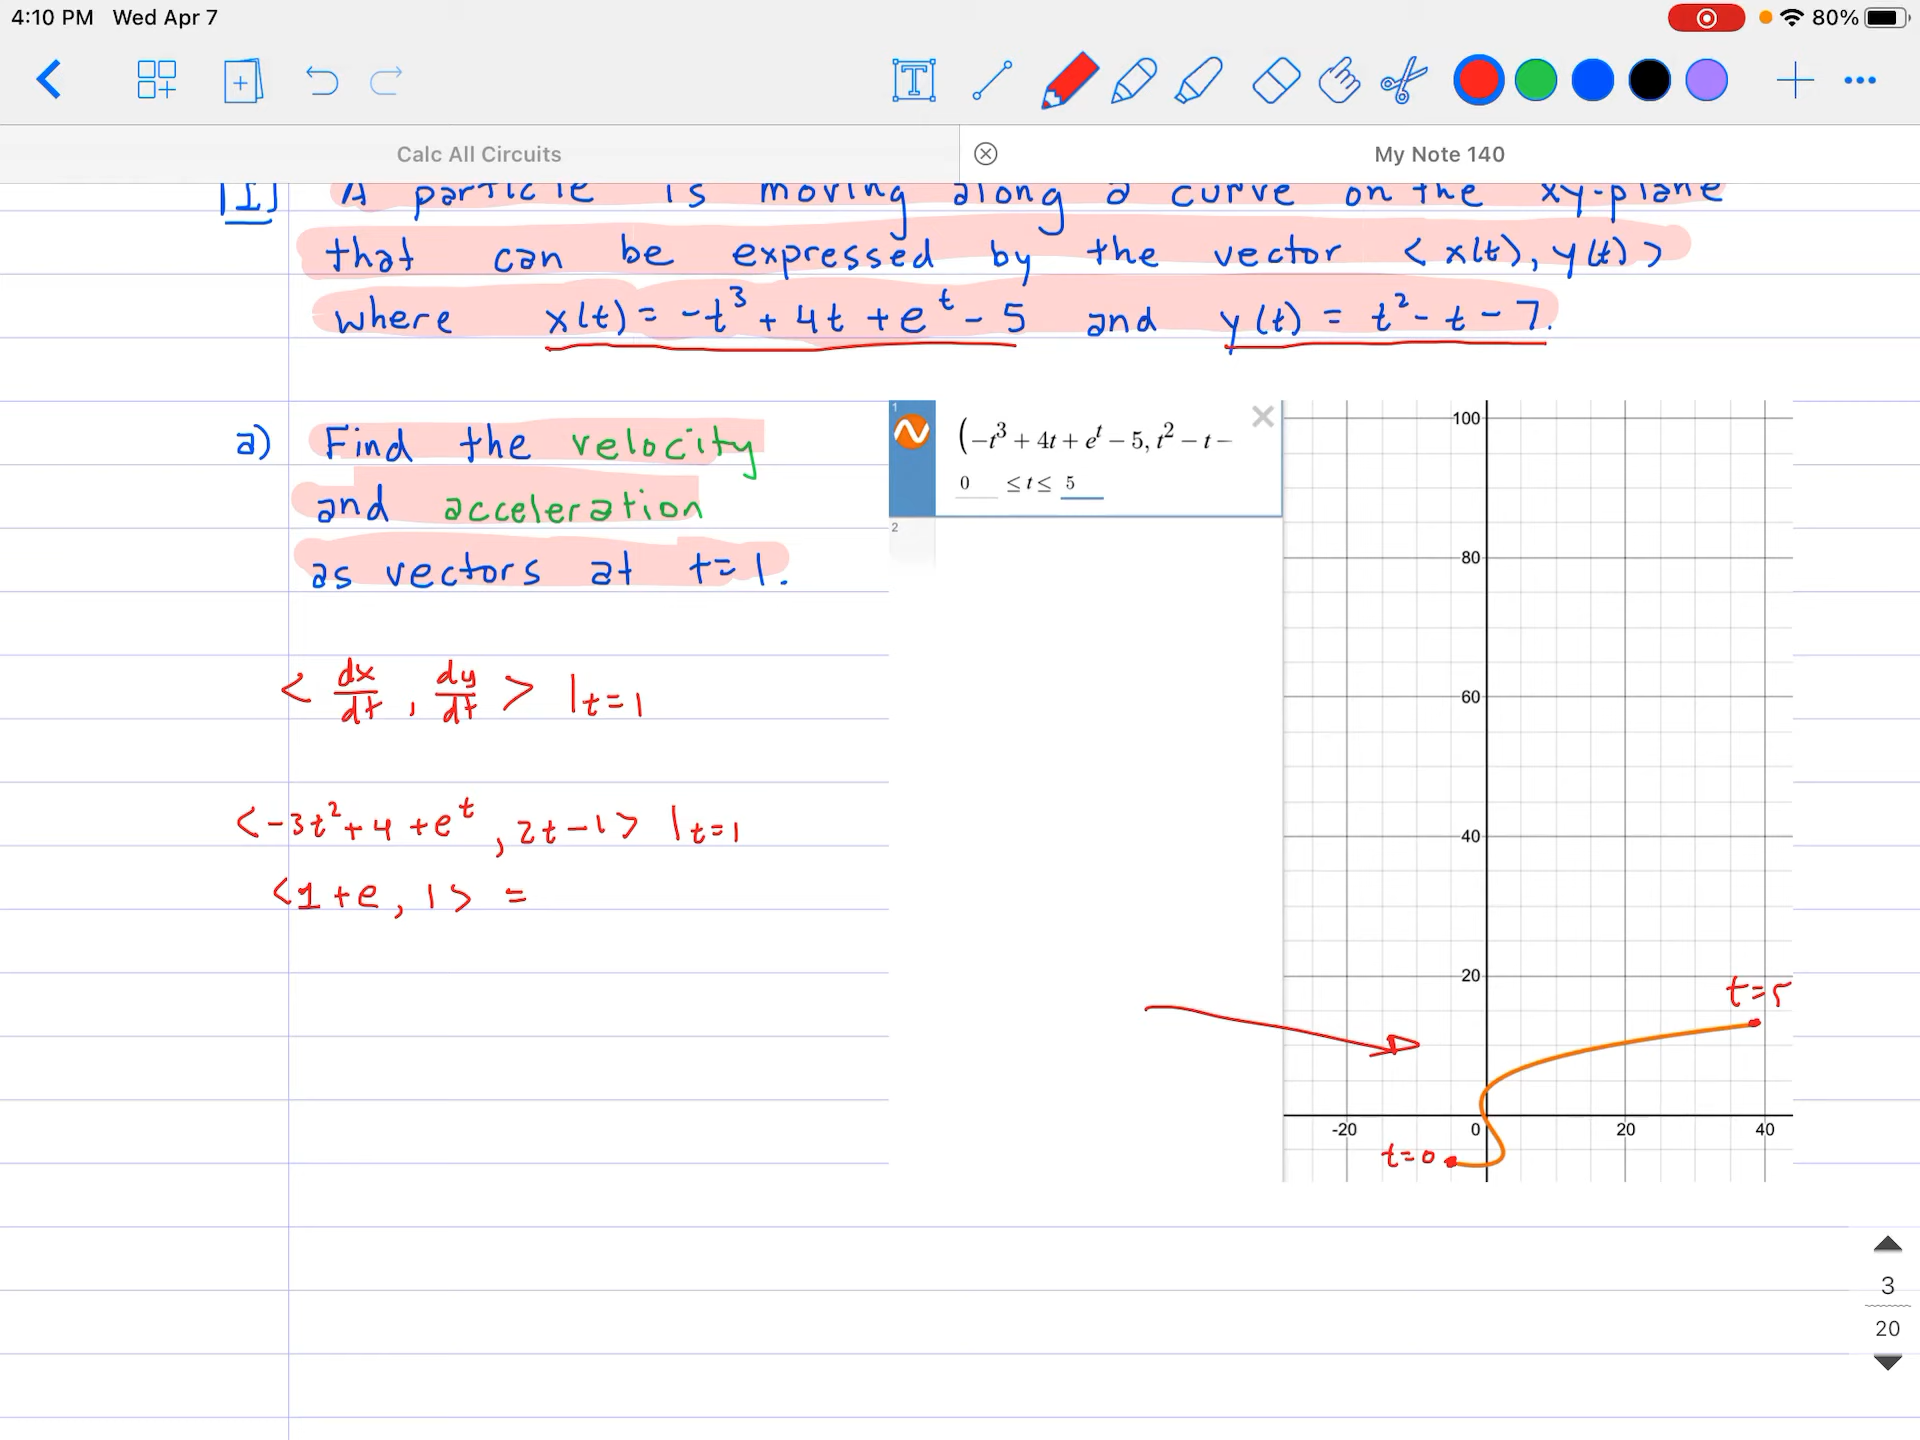 4:10 PM Wed Apr 7
80%
Calc All Circuits
My Note 140
[1] A particle is moving along a curve on the xy-plane
that can be expressed by the vector <x(t), y(t)>
where x(t) = -t³ + 4t + e^t - 5 and y(t) = t² - t - 7.
a) Find the velocity
and acceleration
as vectors at t=1.
< dx/dt , dy/dt > |t=1
<-3t²+4+e^t, 2t-1> |t=1
<1+e, 1> =
1
(-t³ + 4t + e^t - 5, t² - t -
0 ≤ t ≤ 5
2
100
80
60
40
20
t=5
-20
0
20
40
t=0
3
20